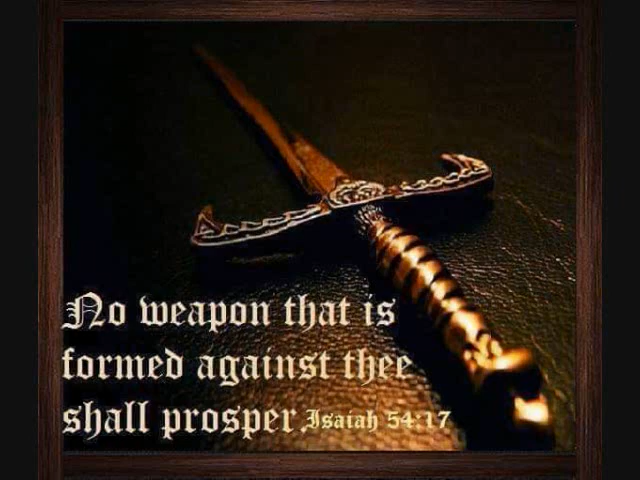 No weapon that is
formed against thee
shall prosper. Isaiah 54:17